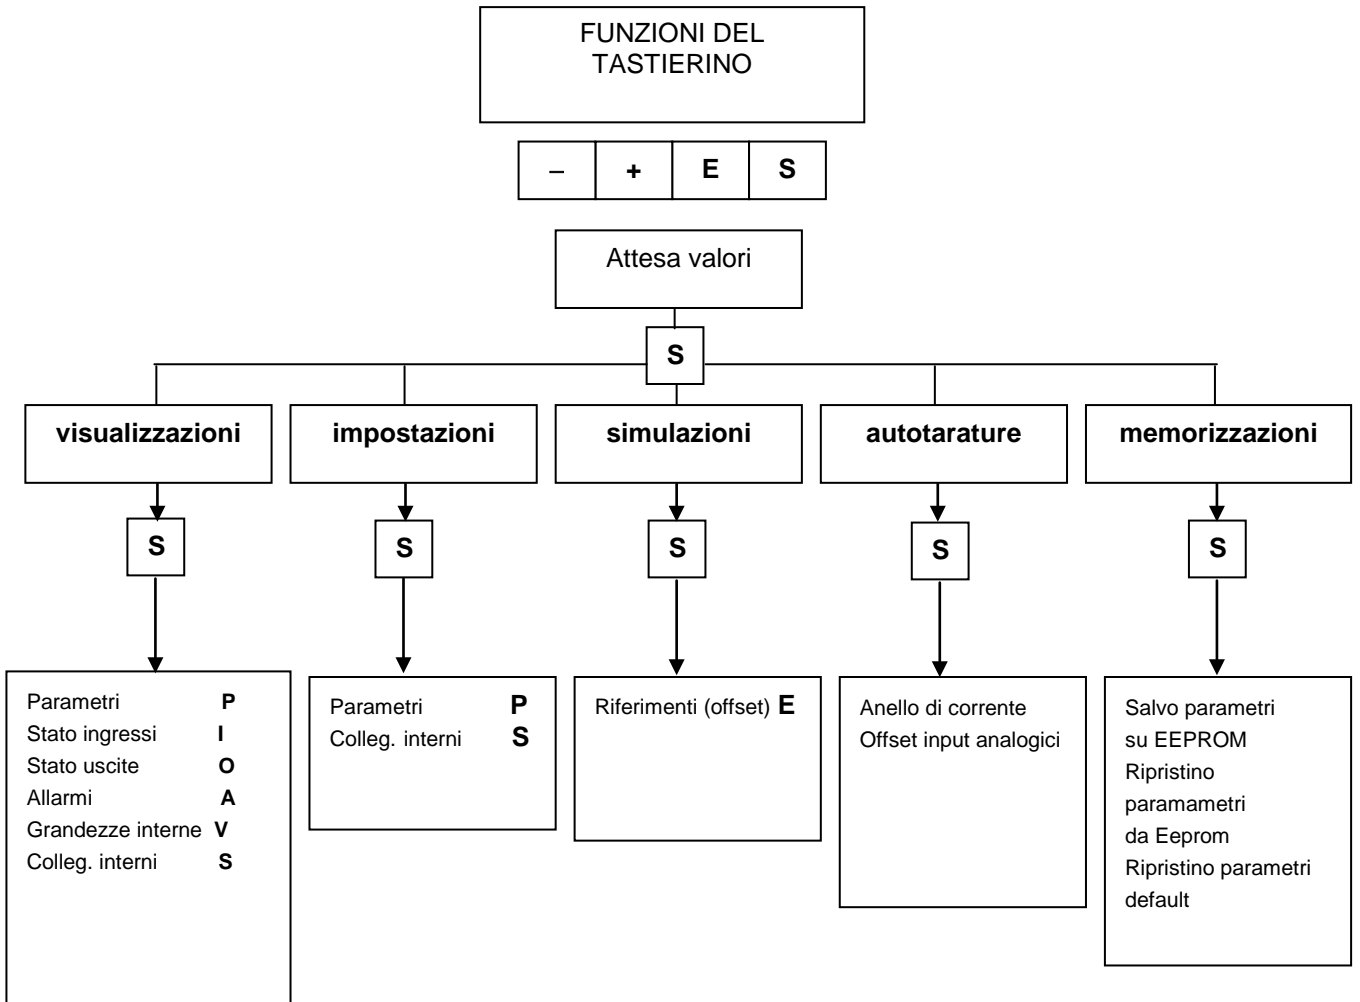 FUNZIONI DEL
TASTIERINO
– + E S
Attesa valori
S
visualizzazioni
impostazioni
simulazioni
autotarature
memorizzazioni
S
S
S
S
S
Parametri P
Stato ingressi I
Stato uscite O
Allarmi A
Grandezze interne V
Colleg. interni S
Parametri P
Colleg. interni S
Riferimenti (offset) E
Anello di corrente
Offset input analogici
Salvo parametri
su EEPROM
Ripristino
paramametri
da Eeprom
Ripristino parametri
default